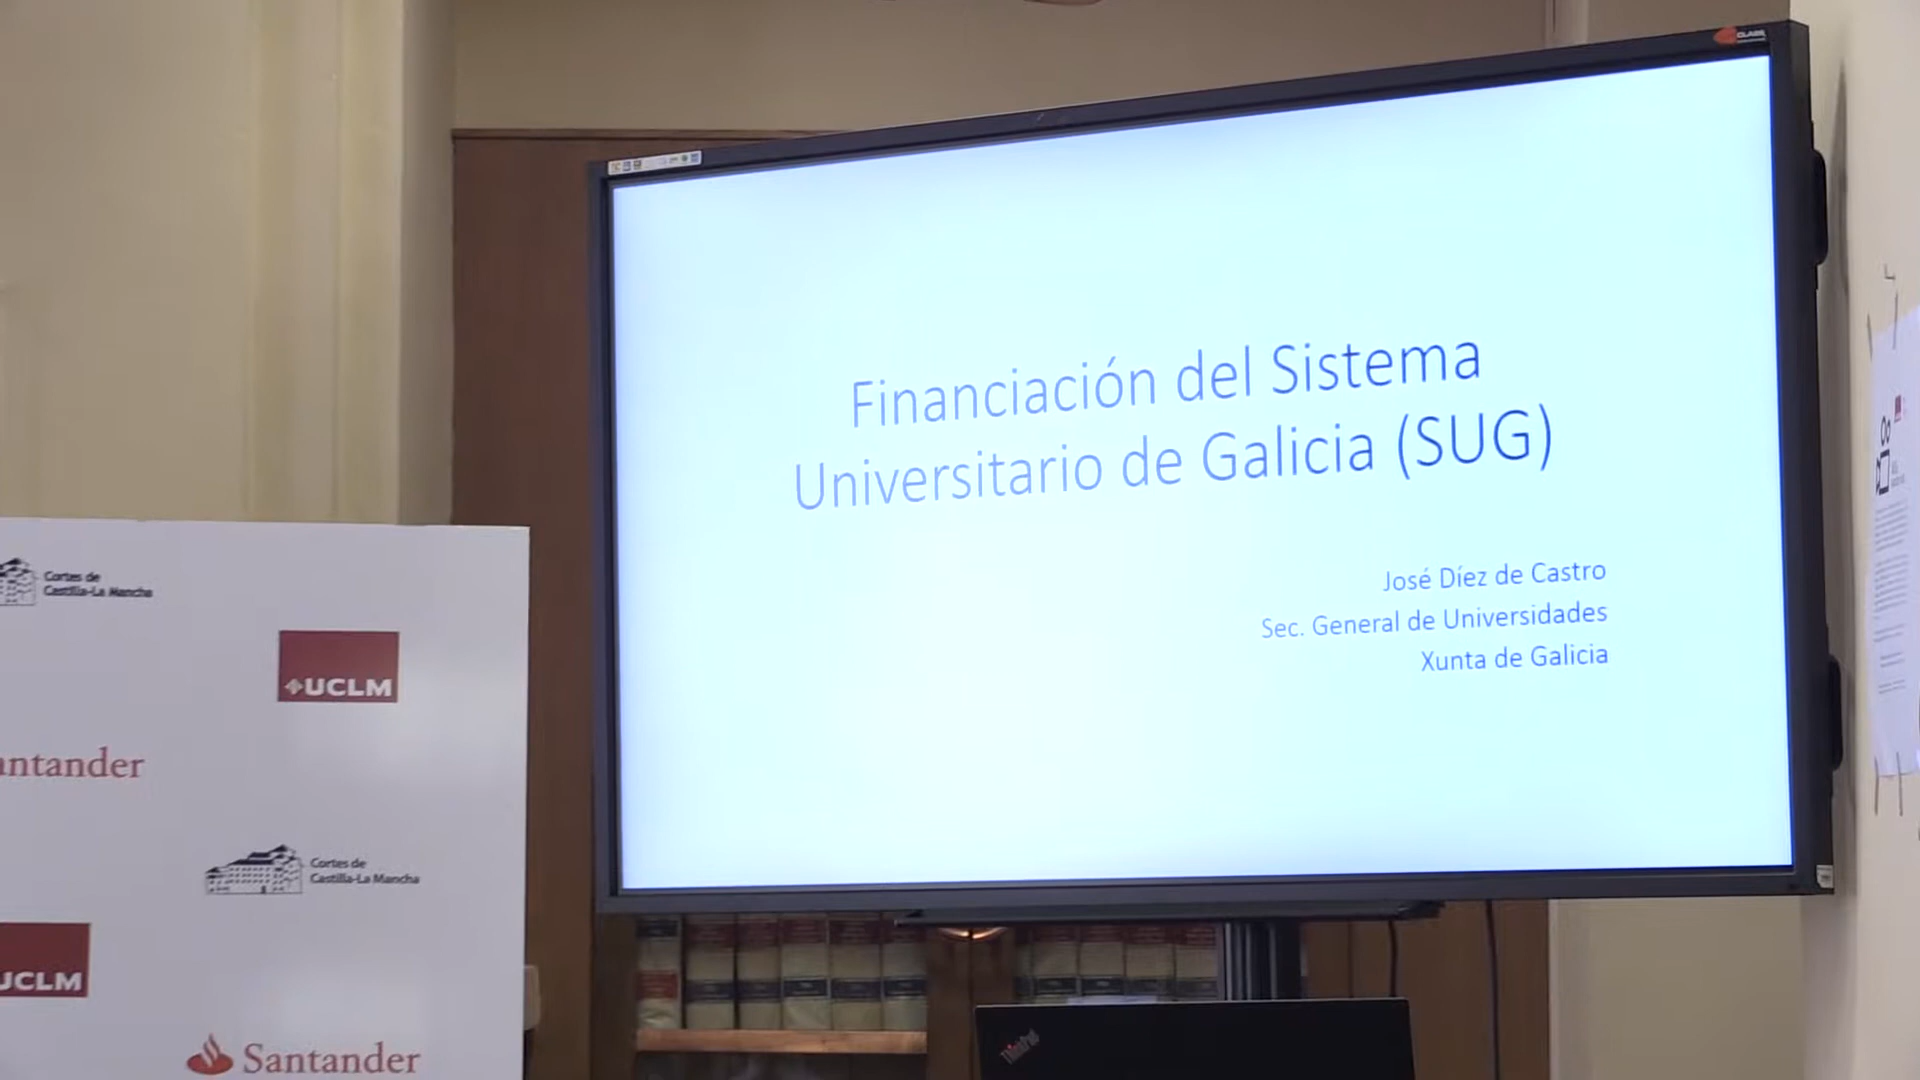 Financiación del Sistema
Universitario de Galicia (SUG)
José Díez de Castro
Sec. General de Universidades
Xunta de Galicia
Cortes de
Castilla-La Mancha
UCLM
antander
Cortes de
Castilla-La Mancha
UCLM
Santander
ThinkPad